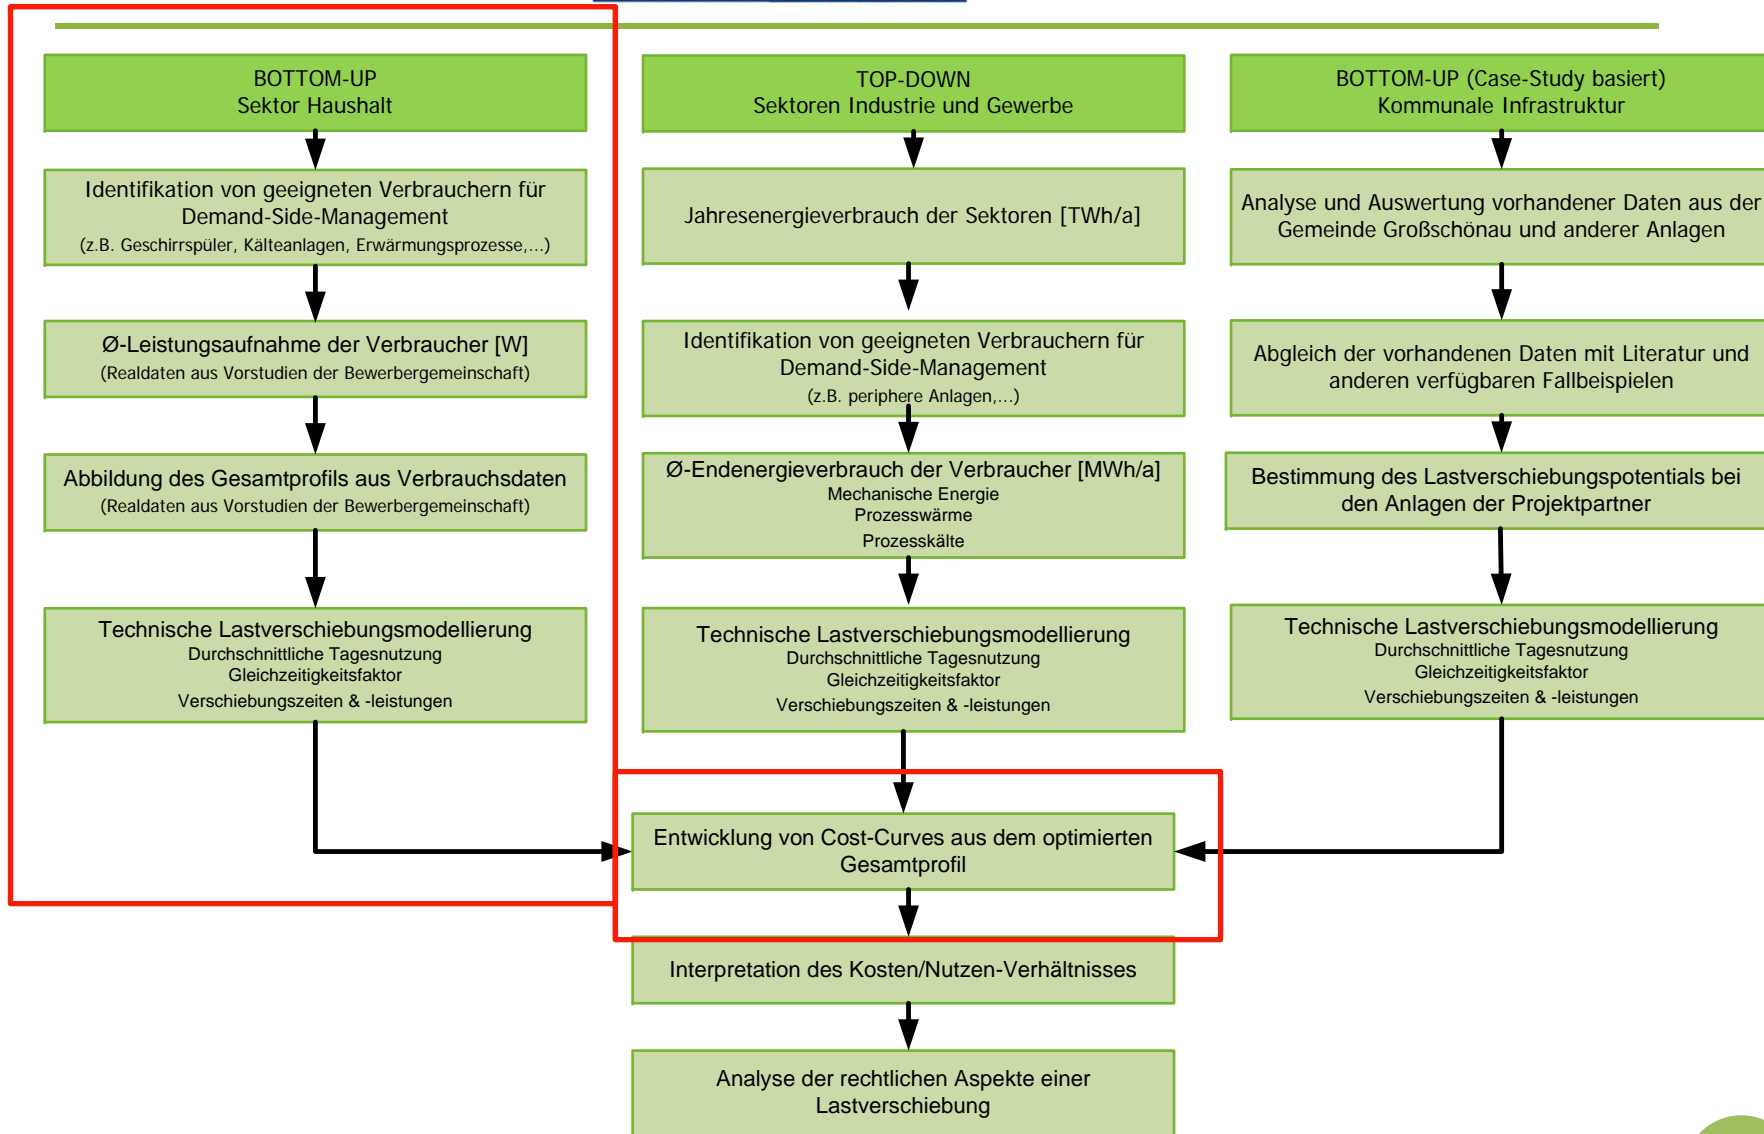 BOTTOM-UP
Sektor Haushalt
Identifikation von geeigneten Verbrauchern für
Demand-Side-Management
(z.B. Geschirrspüler, Kälteanlagen, Erwärmungsprozesse,...)
Ø-Leistungsaufnahme der Verbraucher [W]
(Realdaten aus Vorstudien der Bewerbergemeinschaft)
Abbildung des Gesamtprofils aus Verbrauchsdaten
(Realdaten aus Vorstudien der Bewerbergemeinschaft)
Technische Lastverschiebungsmodellierung
Durchschnittliche Tagesnutzung
Gleichzeitigkeitsfaktor
Verschiebungszeiten & -leistungen
TOP-DOWN
Sektoren Industrie und Gewerbe
Jahresenergieverbrauch der Sektoren [TWh/a]
Identifikation von geeigneten Verbrauchern für
Demand-Side-Management
(z.B. periphere Anlagen,...)
Ø-Endenergieverbrauch der Verbraucher [MWh/a]
Mechanische Energie
Prozesswärme
Prozesskälte
Technische Lastverschiebungsmodellierung
Durchschnittliche Tagesnutzung
Gleichzeitigkeitsfaktor
Verschiebungszeiten & -leistungen
BOTTOM-UP (Case-Study basiert)
Kommunale Infrastruktur
Analyse und Auswertung vorhandener Daten aus der
Gemeinde Großschönau und anderer Anlagen
Abgleich der vorhandenen Daten mit Literatur und
anderen verfügbaren Fallbeispielen
Bestimmung des Lastverschiebungspotentials bei
den Anlagen der Projektpartner
Technische Lastverschiebungsmodellierung
Durchschnittliche Tagesnutzung
Gleichzeitigkeitsfaktor
Verschiebungszeiten & -leistungen
Entwicklung von Cost-Curves aus dem optimierten
Gesamtprofil
Interpretation des Kosten/Nutzen-Verhältnisses
Analyse der rechtlichen Aspekte einer
Lastverschiebung